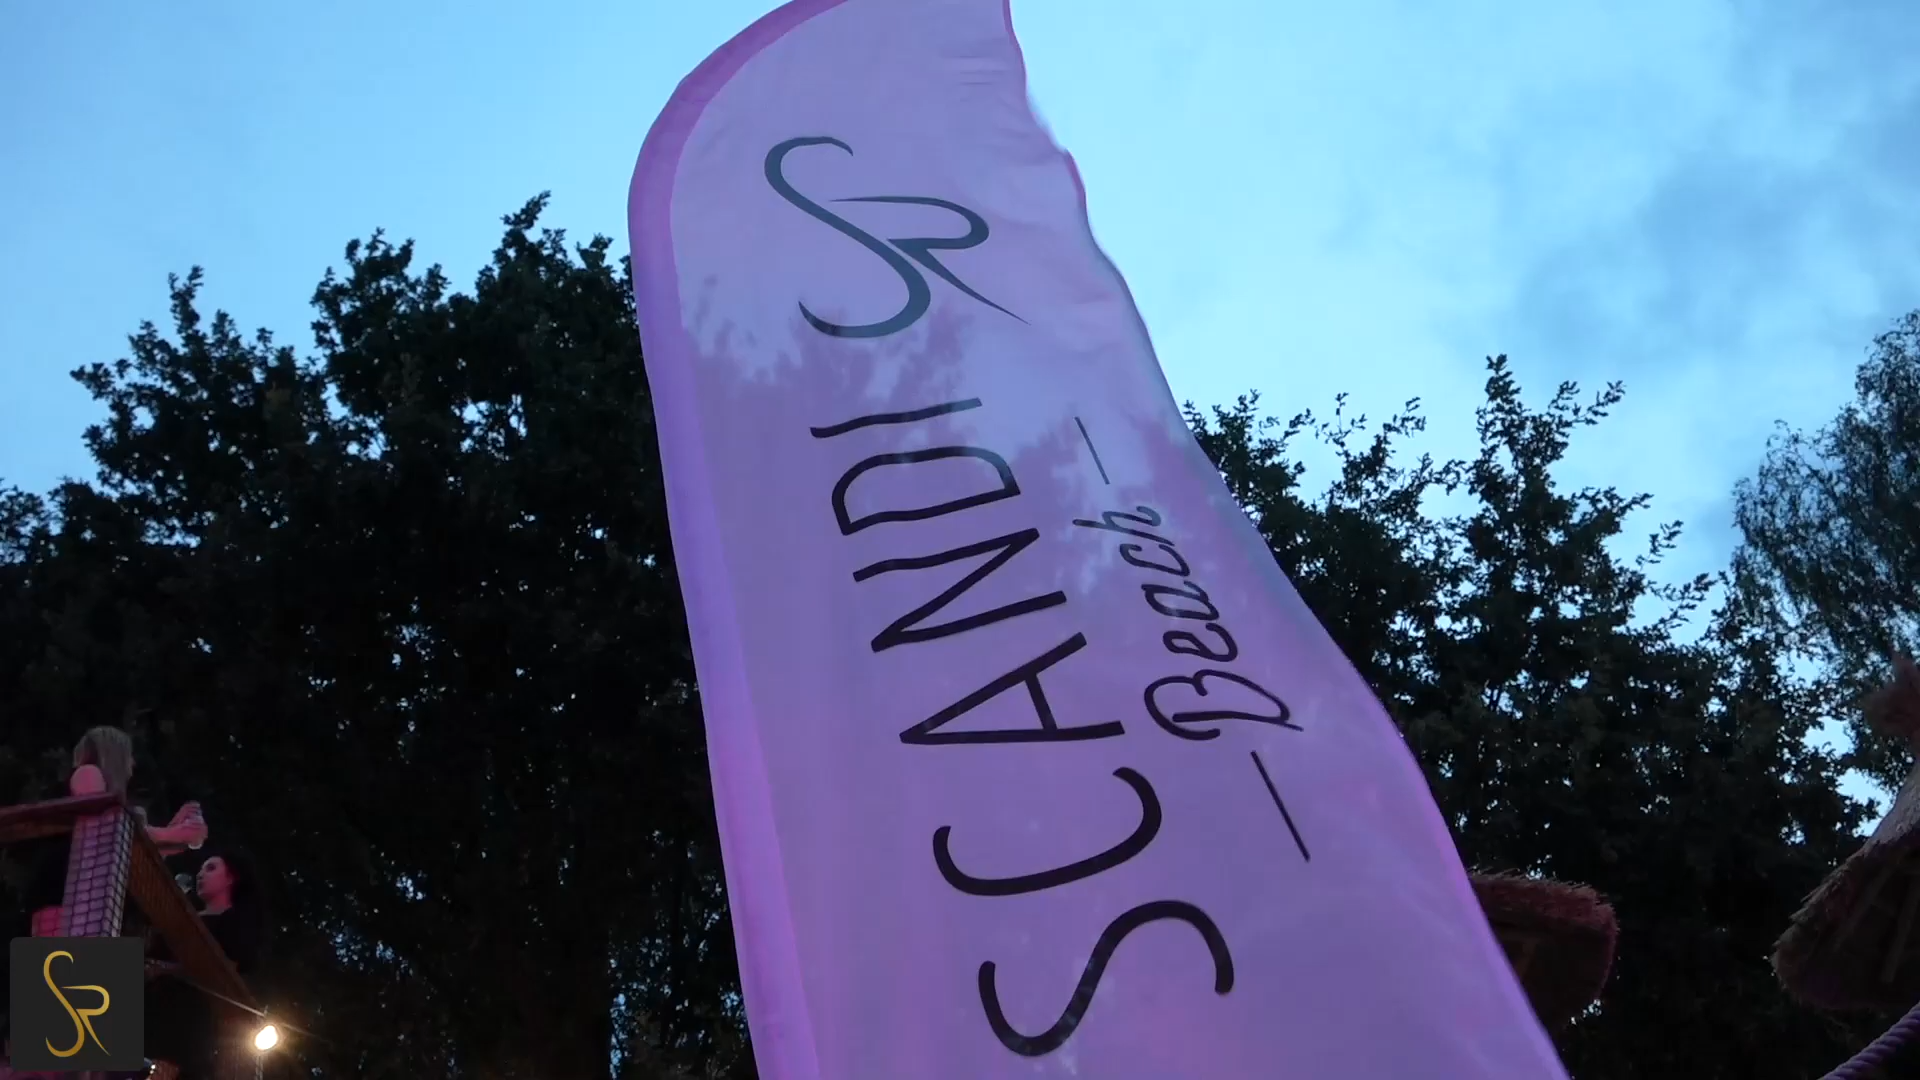 SR
SCANDI
— Beach —
SR